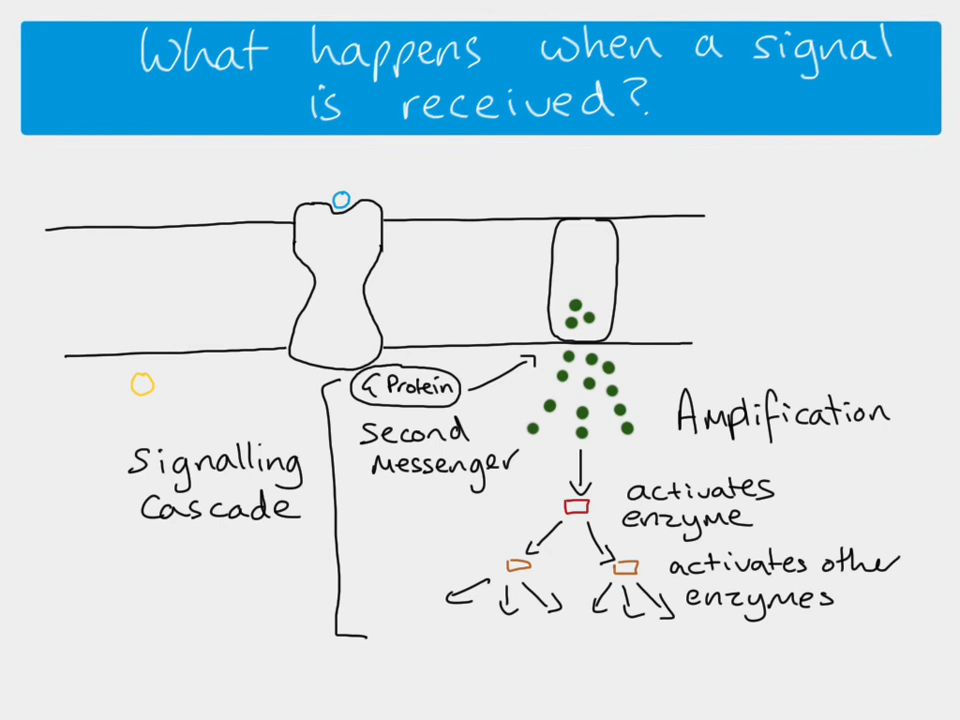 What happens when a signal
is received?
G Protein
Second
Messenger
Amplification
Signalling
Cascade
activates
enzyme
activates other
enzymes